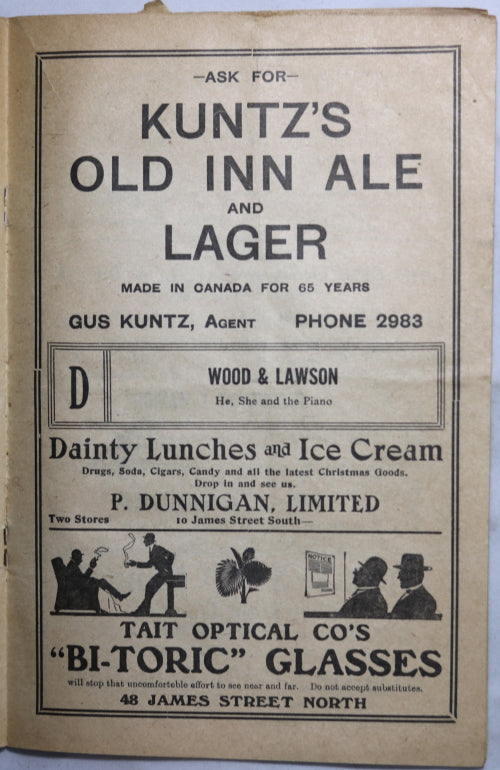 —ASK FOR—
KUNTZ'S
OLD INN ALE
AND
LAGER
MADE IN CANADA FOR 65 YEARS
GUS KUNTZ, AGENT PHONE 2983
D
WOOD & LAWSON
He, She and the Piano
Dainty Lunches and Ice Cream
Drugs, Soda, Cigars, Candy and all the latest Christmas Goods.
Drop in and see us.
P. DUNNIGAN, LIMITED
Two Stores 10 James Street South—
NOTICE
TAIT OPTICAL CO'S
"BI-TORIC" GLASSES
will stop that uncomfortable effort to see near and far. Do not accept substitutes.
48 JAMES STREET NORTH